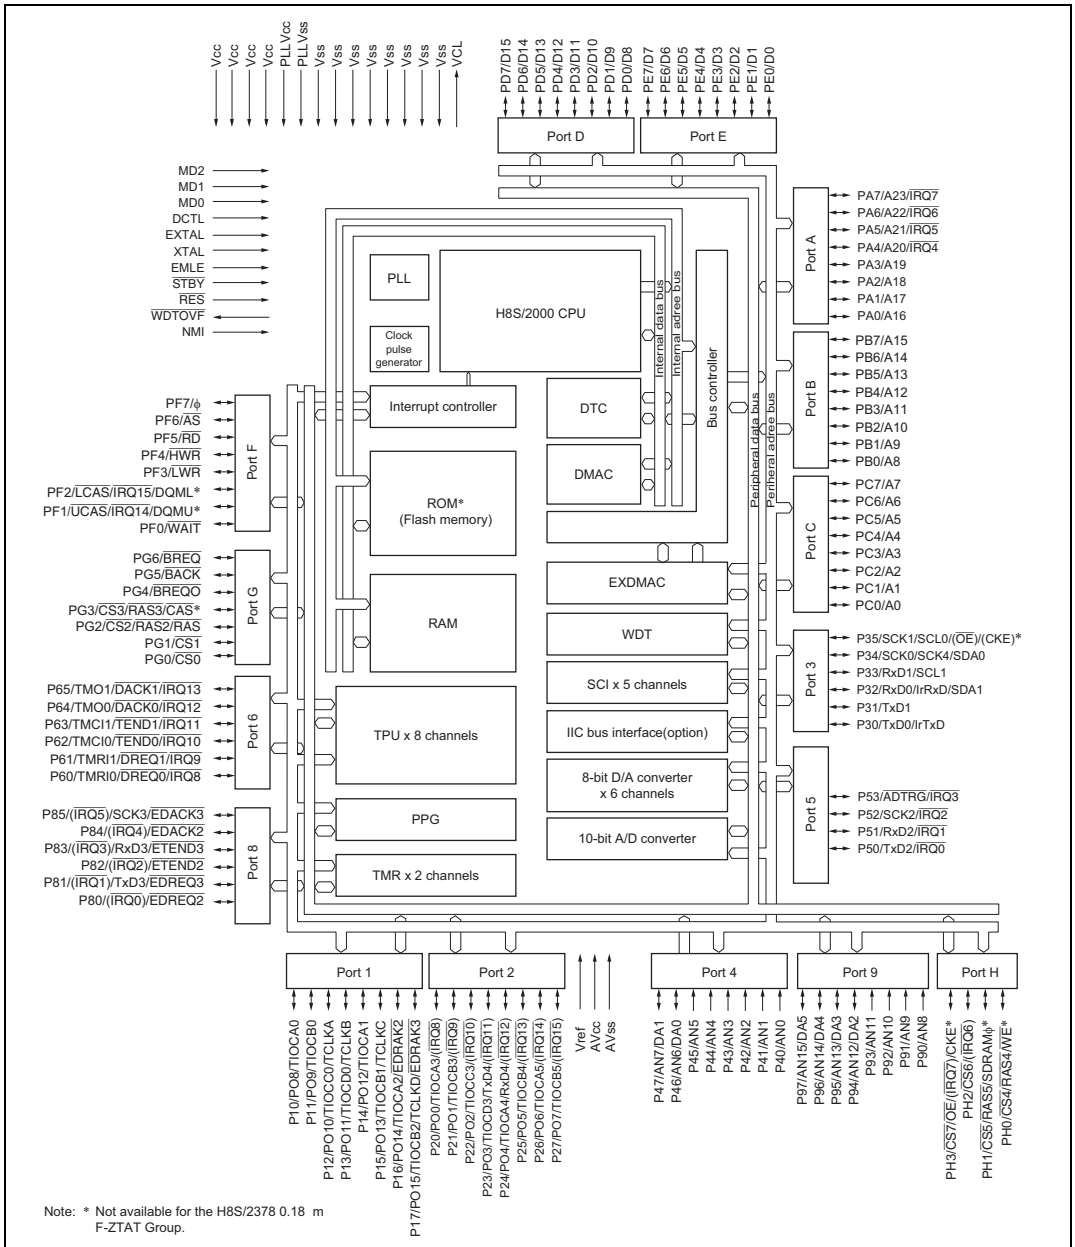 Vcc
Vcc
Vcc
Vcc
PLLVcc
PLLVss
Vss
Vss
Vss
Vss
Vss
Vss
Vss
Vss
VCL
PD7/D15
PD6/D14
PD5/D13
PD4/D12
PD3/D11
PD2/D10
PD1/D9
PD0/D8
PE7/D7
PE6/D6
PE5/D5
PE4/D4
PE3/D3
PE2/D2
PE1/D1
PE0/D0
Port D
Port E
MD2
MD1
MD0
DCTL
EXTAL
XTAL
EMLE
STBY
RES
WDTOVF
NMI
PLL
Clock
pulse
generator
H8S/2000 CPU
Interrupt controller
DTC
DMAC
ROM*
(Flash memory)
RAM
Internal data bus
Internal adree bus
Bus controller
Peripheral data bus
Periheral adree bus
EXDMAC
WDT
SCI x 5 channels
IIC bus interface(option)
8-bit D/A converter
x 6 channels
10-bit A/D converter
TPU x 8 channels
PPG
TMR x 2 channels
Port A
PA7/A23/IRQ7
PA6/A22/IRQ6
PA5/A21/IRQ5
PA4/A20/IRQ4
PA3/A19
PA2/A18
PA1/A17
PA0/A16
Port B
PB7/A15
PB6/A14
PB5/A13
PB4/A12
PB3/A11
PB2/A10
PB1/A9
PB0/A8
Port C
PC7/A7
PC6/A6
PC5/A5
PC4/A4
PC3/A3
PC2/A2
PC1/A1
PC0/A0
Port 3
P35/SCK1/SCL0/(OE)/(CKE)*
P34/SCK0/SCK4/SDA0
P33/RxD1/SCL1
P32/RxD0/IrRxD/SDA1
P31/TxD1
P30/TxD0/IrTxD
Port 5
P53/ADTRG/IRQ3
P52/SCK2/IRQ2
P51/RxD2/IRQ1
P50/TxD2/IRQ0
PF7/ϕ
PF6/AS
PF5/RD
PF4/HWR
PF3/LWR
PF2/LCAS/IRQ15/DQML*
PF1/UCAS/IRQ14/DQMU*
PF0/WAIT
Port F
PG6/BREQ
PG5/BACK
PG4/BREQO
PG3/CS3/RAS3/CAS*
PG2/CS2/RAS2/RAS
PG1/CS1
PG0/CS0
Port G
P65/TMO1/DACK1/IRQ13
P64/TMO0/DACK0/IRQ12
P63/TMCI1/TEND1/IRQ11
P62/TMCI0/TEND0/IRQ10
P61/TMRI1/DREQ1/IRQ9
P60/TMRI0/DREQ0/IRQ8
Port 6
P85/(IRQ5)/SCK3/EDACK3
P84/(IRQ4)/EDACK2
P83/(IRQ3)/RxD3/ETEND3
P82/(IRQ2)/ETEND2
P81/(IRQ1)/TxD3/EDREQ3
P80/(IRQ0)/EDREQ2
Port 8
Port 1
Port 2
Port 4
Port 9
Port H
P10/PO8/TIOCA0
P11/PO9/TIOCB0
P12/PO10/TIOCC0/TCLKA
P13/PO11/TIOCD0/TCLKB
P14/PO12/TIOCA1
P15/PO13/TIOCB1/TCLKC
P16/PO14/TIOCA2/EDRAK2
P17/PO15/TIOCB2/TCLKD/EDRAK3
P20/PO0/TIOCA3/(IRQ8)
P21/PO1/TIOCB3/(IRQ9)
P22/PO2/TIOCC3/(IRQ10)
P23/PO3/TIOCD3/TxD4/(IRQ11)
P24/PO4/TIOCA4/RxD4/(IRQ12)
P25/PO5/TIOCB4/(IRQ13)
P26/PO6/TIOCA5/(IRQ14)
P27/PO7/TIOCB5/(IRQ15)
Vref
AVcc
AVss
P47/AN7/DA1
P46/AN6/DA0
P45/AN5
P44/AN4
P43/AN3
P42/AN2
P41/AN1
P40/AN0
P97/AN15/DA5
P96/AN14/DA4
P95/AN13/DA3
P94/AN12/DA2
P93/AN11
P92/AN10
P91/AN9
P90/AN8
PH3/CS7/OE/(IRQ7)/CKE*
PH2/CS6/(IRQ6)
PH1/CS5/RAS5/SDRAMϕ*
PH0/CS4/RAS4/WE*
Note: * Not available for the H8S/2378 0.18 m
F-ZTAT Group.